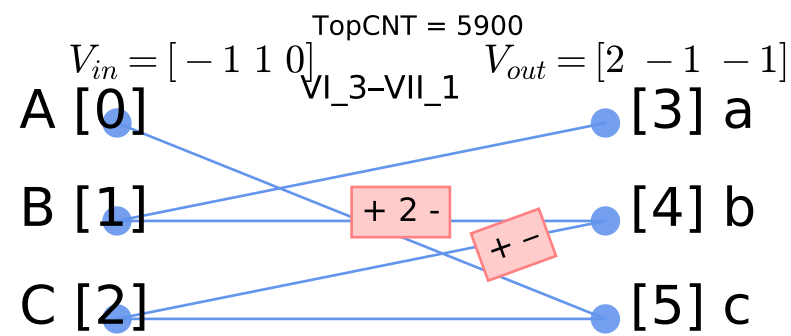 TopCNT = 5900
V_in = [ − 1 1 0] V_out = [2 − 1 − 1]
VI_3–VII_1
A [0] [3] a
B [1] + 2 - [4] b
+ −
C [2] [5] c